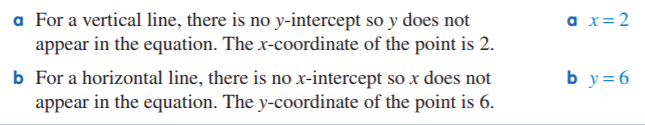 a For a vertical line, there is no y-intercept so y does not a x = 2
appear in the equation. The x-coordinate of the point is 2.
b For a horizontal line, there is no x-intercept so x does not b y = 6
appear in the equation. The y-coordinate of the point is 6.